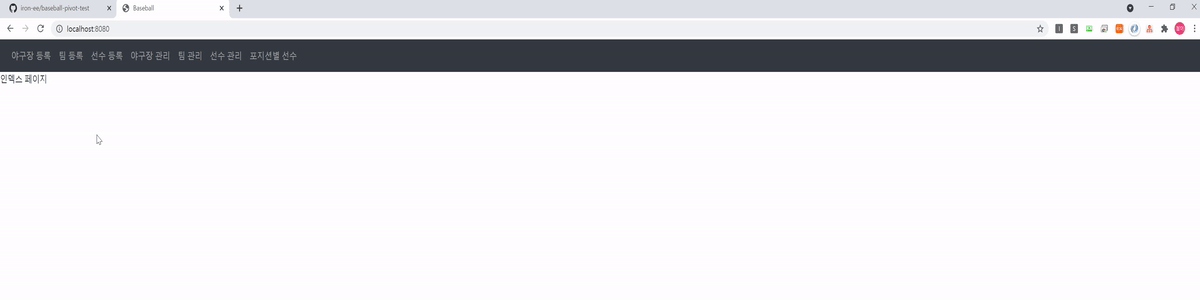 iron-ee/baseball-pivot-test
Baseball
localhost:8080
야구장 등록 팀 등록 선수 등록 야구장 관리 팀 관리 선수 관리 포지션별 선수
인덱스 페이지